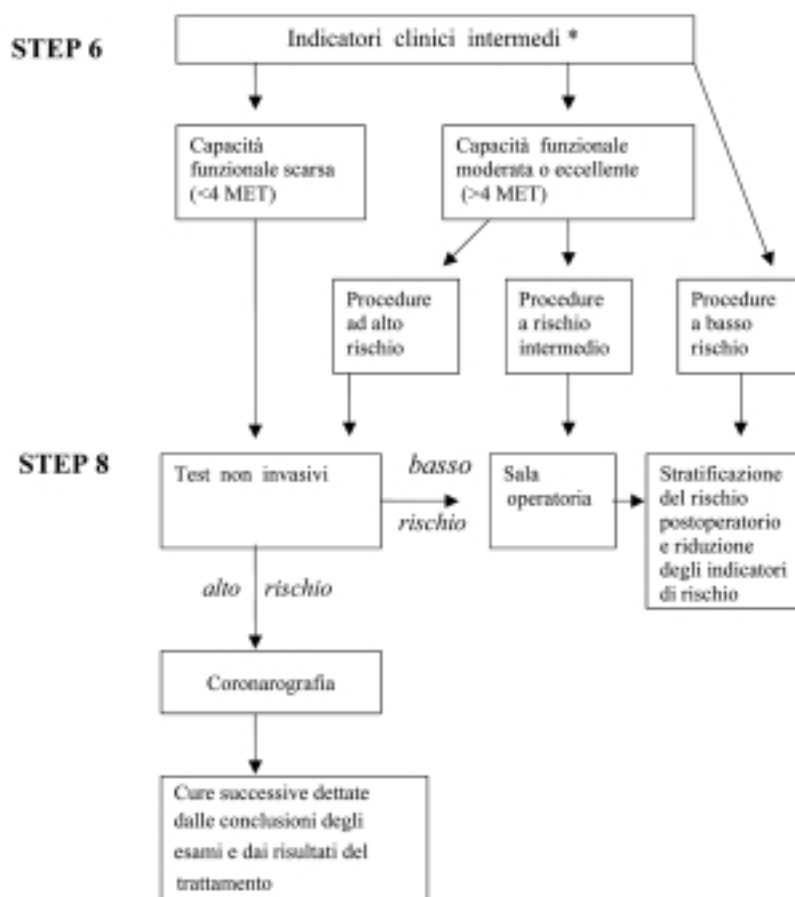 STEP 6
Indicatori clinici intermedi *
Capacità
funzionale scarsa
(<4 MET)
Capacità funzionale
moderata o eccellente
(>4 MET)
Procedure
ad alto
rischio
Procedure
a rischio
intermedio
Procedure
a basso
rischio
STEP 8
Test non invasivi
basso
rischio
Sala
operatoria
Stratificazione
del rischio
postoperatorio
e riduzione
degli indicatori
di rischio
alto rischio
Coronarografia
Cure successive dettate
dalle conclusioni degli
esami e dai risultati del
trattamento